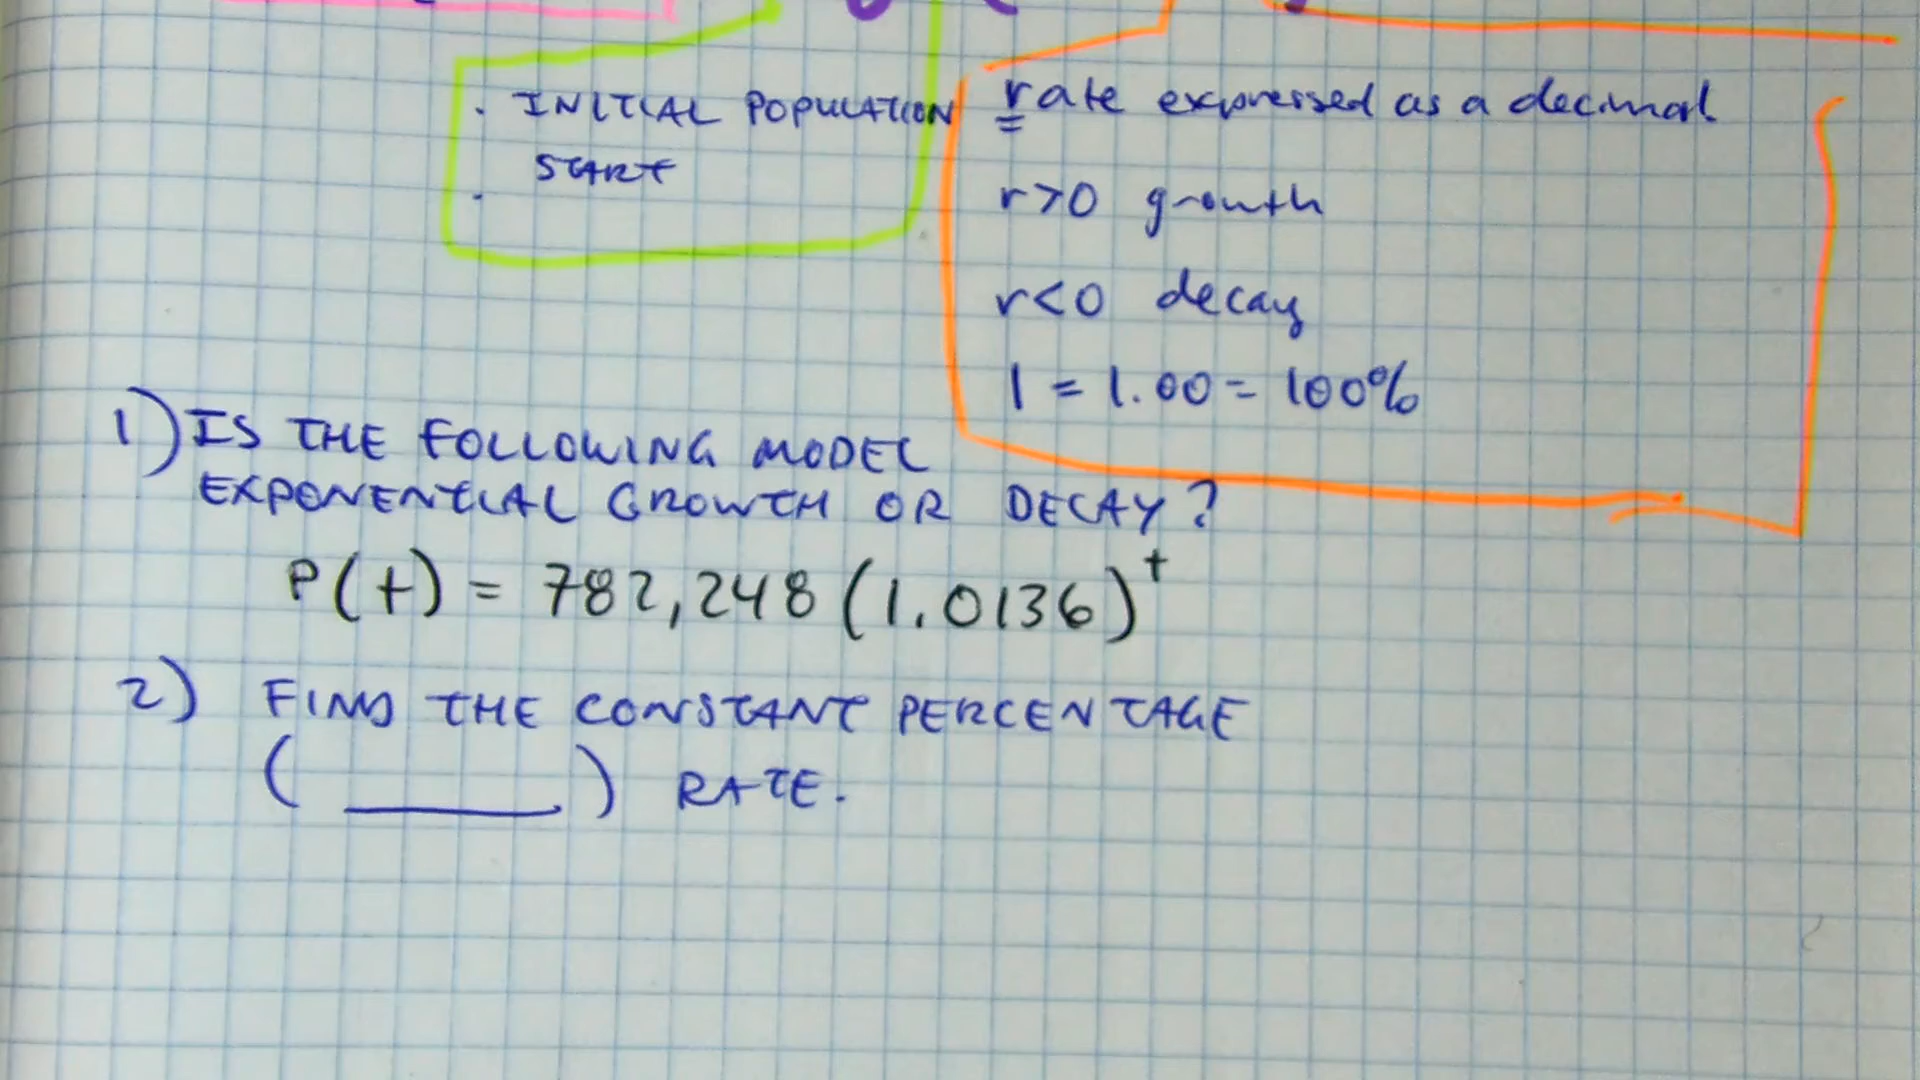 · INITIAL POPULATION
· START
rate expressed as a decimal
r>0 growth
r<0 decay
1 = 1.00 = 100%
1) IS THE FOLLOWING MODEL
EXPONENTIAL GROWTH OR DECAY?
P(t) = 782,248 (1.0136)^t
2) FIND THE CONSTANT PERCENTAGE
( ______ ) RATE.